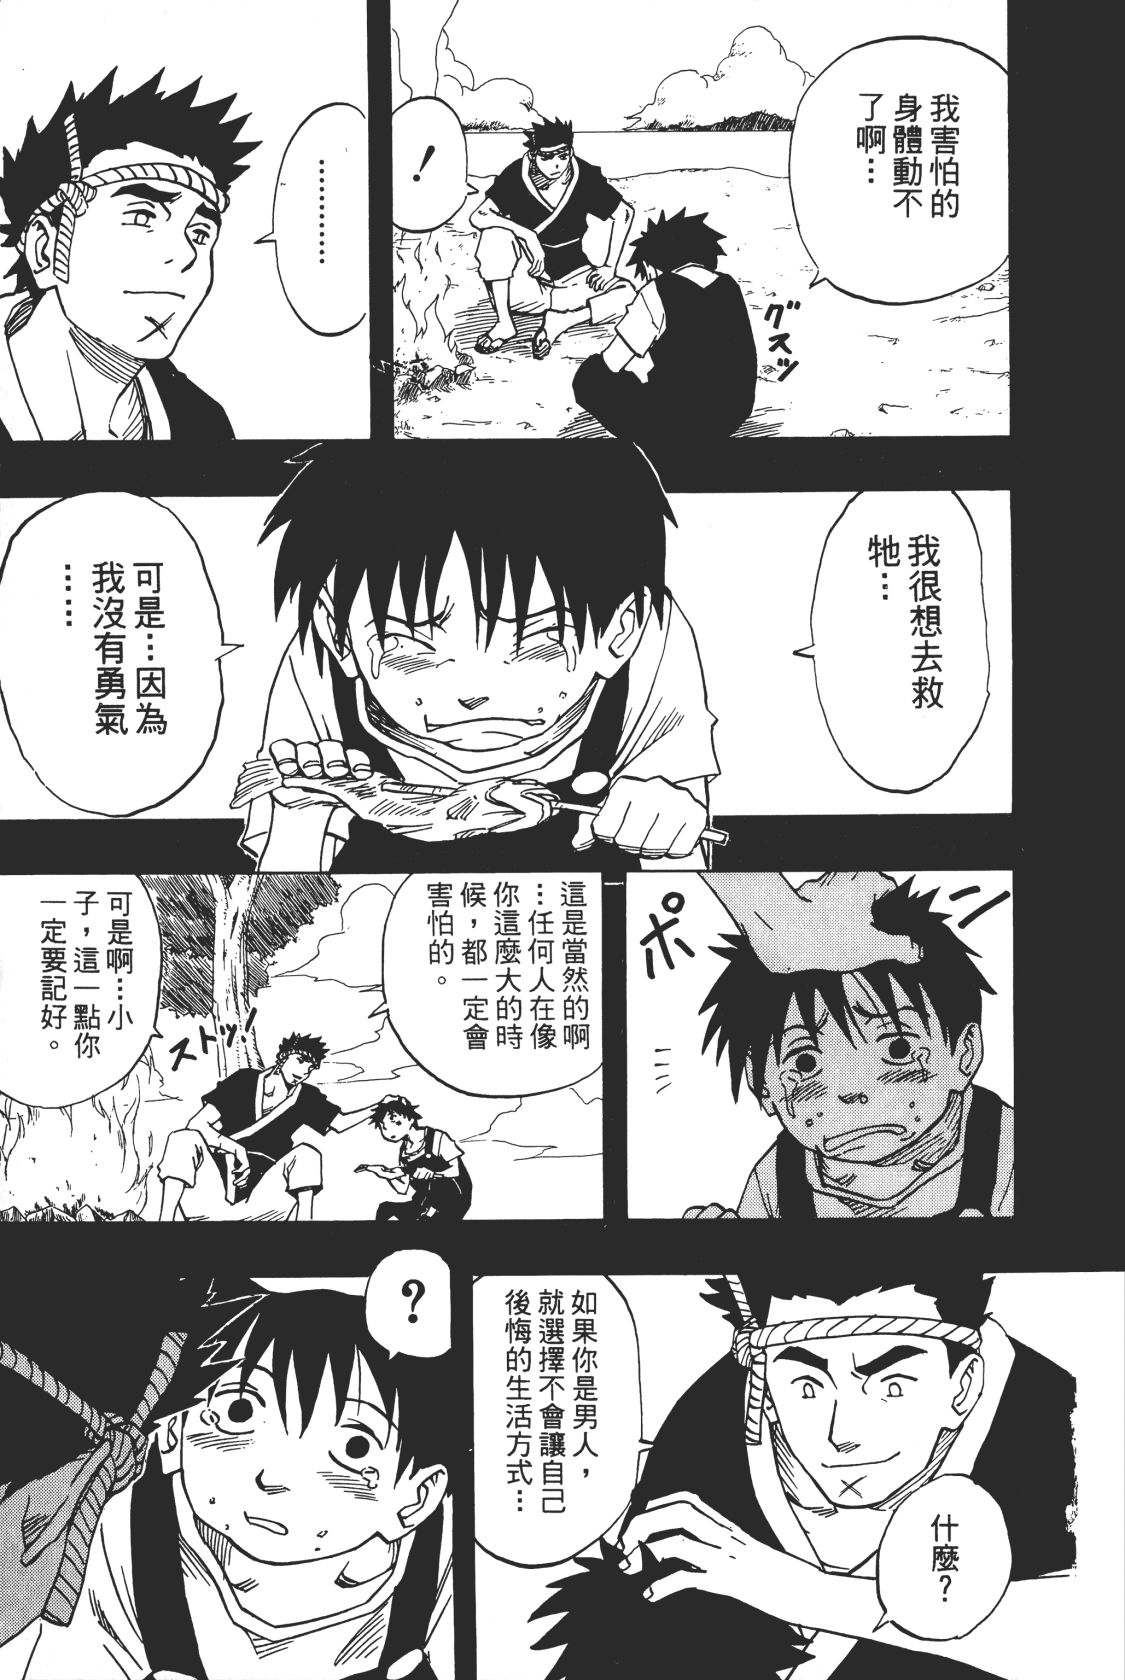 我害怕的
身體動不
了啊…
！
グスッ
………
我很想去救
牠…
可是…因為
我沒有勇氣
……
ポン
這是當然的啊
…任何人在像
你這麼大的時
候，都一定會
害怕的。
ストッ！
可是啊…小
子，這一點你
一定要記好。
什麼？
如果你是男人，
就選擇不會讓自己
後悔的生活方式…
？